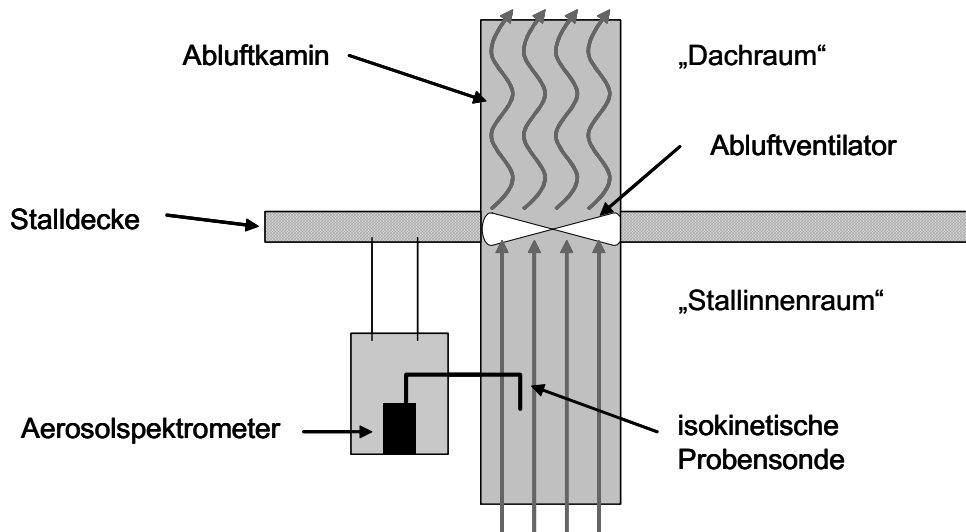 Abluftkamin
„Dachraum“
Abluftventilator
Stalldecke
„Stallinnenraum“
Aerosolspektrometer
isokinetische
Probensonde